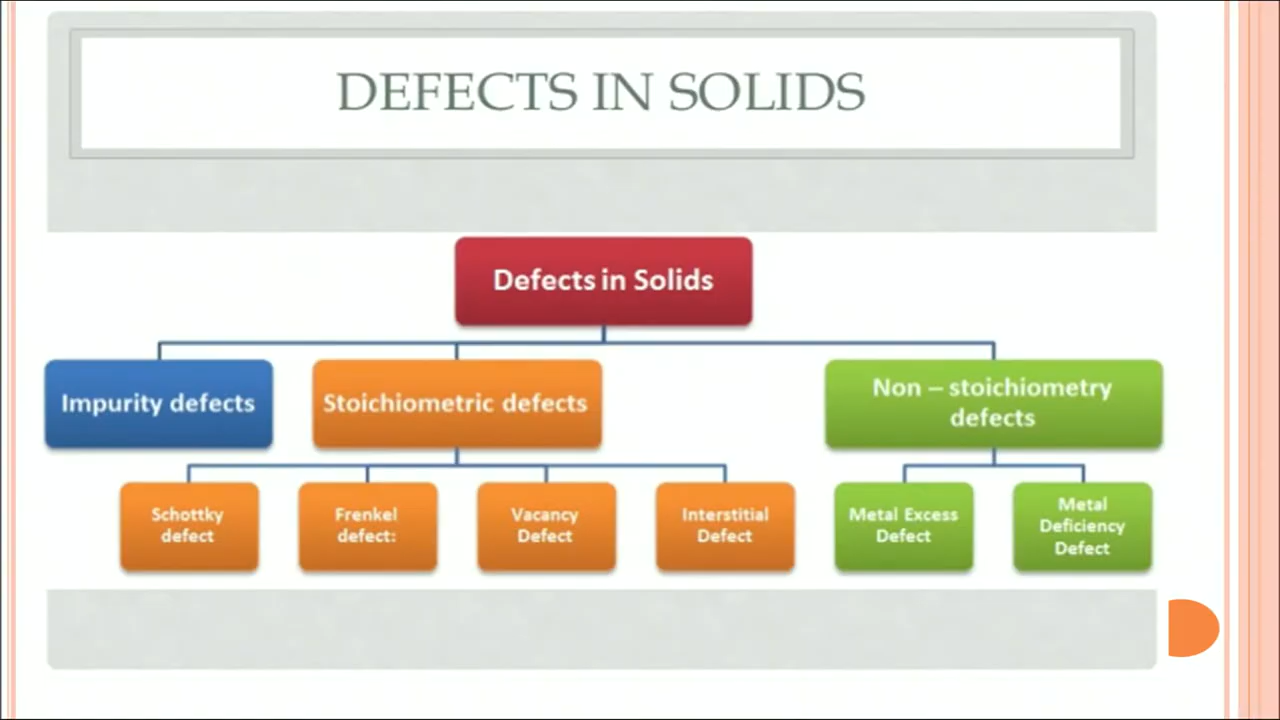 DEFECTS IN SOLIDS
Defects in Solids
Impurity defects
Stoichiometric defects
Non – stoichiometry
defects
Schottky
defect
Frenkel
defect:
Vacancy
Defect
Interstitial
Defect
Metal Excess
Defect
Metal
Deficiency
Defect